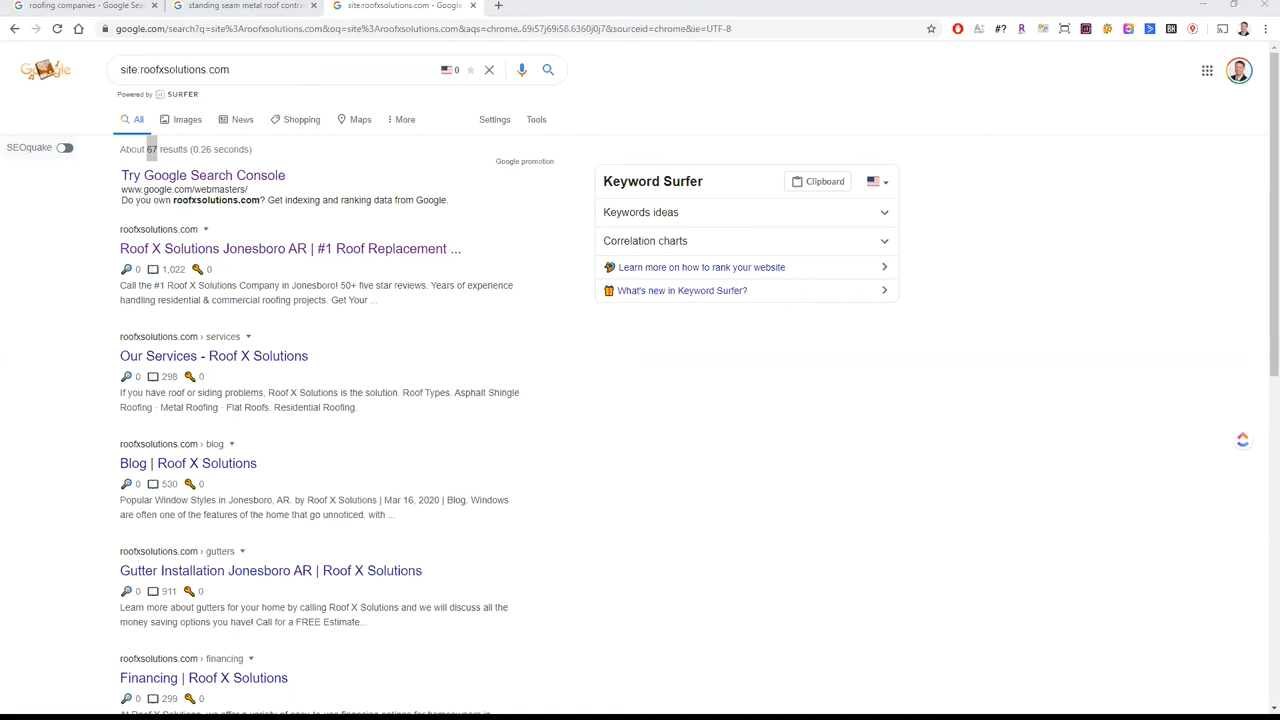 roofing companies - Google Sea
standing seam metal roof contra
site:roofxsolutions.com - Google
google.com/search?q=site%3Aroofxsolutions.com&oq=site%3Aroofxsolutions.com&aqs=chrome..69i57j69i58.6360j0j7&sourceid=chrome&ie=UTF-8
Google
site:roofxsolutions.com
0
Powered by SURFER
All
Images
News
Shopping
Maps
More
Settings
Tools
SEOquake
About 67 results (0.26 seconds)
Google promotion
Try Google Search Console
www.google.com/webmasters/
Do you own roofxsolutions.com? Get indexing and ranking data from Google.
Keyword Surfer
Clipboard
Keywords ideas
Correlation charts
Learn more on how to rank your website
What's new in Keyword Surfer?
roofxsolutions.com
Roof X Solutions Jonesboro AR | #1 Roof Replacement ...
0 1,022 0
Call the #1 Roof X Solutions Company in Jonesboro! 50+ five star reviews. Years of experience
handling residential & commercial roofing projects. Get Your ...
roofxsolutions.com › services
Our Services - Roof X Solutions
0 298 0
If you have roof or siding problems, Roof X Solutions is the solution. Roof Types. Asphalt Shingle
Roofing · Metal Roofing · Flat Roofs. Residential Roofing.
roofxsolutions.com › blog
Blog | Roof X Solutions
0 530 0
Popular Window Styles in Jonesboro, AR. by Roof X Solutions | Mar 16, 2020 | Blog. Windows
are often one of the features of the home that go unnoticed, with ...
roofxsolutions.com › gutters
Gutter Installation Jonesboro AR | Roof X Solutions
0 911 0
Learn more about gutters for your home by calling Roof X Solutions and we will discuss all the
money saving options you have! Call for a FREE Estimate...
roofxsolutions.com › financing
Financing | Roof X Solutions
0 299 0